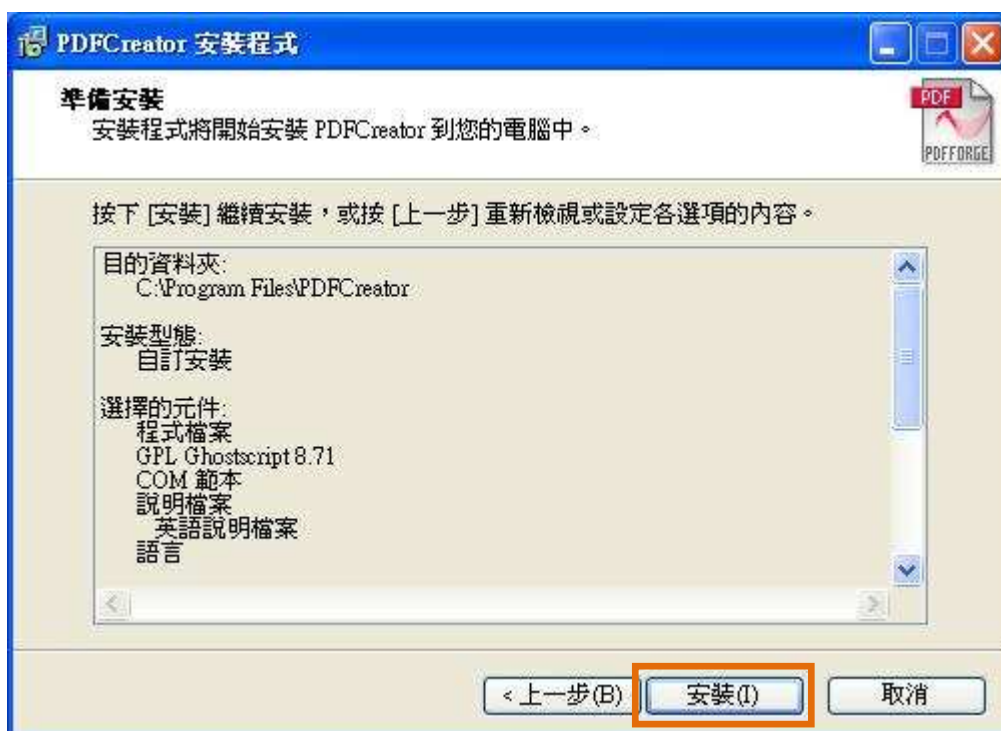 PDFCreator 安裝程式
準備安裝
安裝程式將開始安裝 PDFCreator 到您的電腦中。
PDF
PDFFORGE
按下 [安裝] 繼續安裝，或按 [上一步] 重新檢視或設定各選項的內容。
目的資料夾:
C:\Program Files\PDFCreator
安裝型態:
自訂安裝
選擇的元件:
程式檔案
GPL Ghostscript 8.71
COM 範本
說明檔案
英語說明檔案
語言
< 上一步(B)
安裝(I)
取消